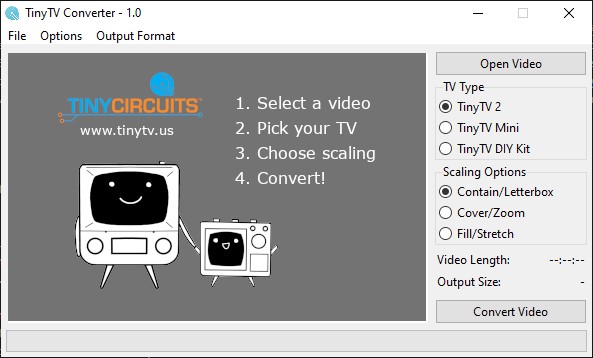 TinyTV Converter - 1.0
File Options Output Format
TINYCIRCUITS™
www.tinytv.us
1. Select a video
2. Pick your TV
3. Choose scaling
4. Convert!
Open Video
TV Type
TinyTV 2
TinyTV Mini
TinyTV DIY Kit
Scaling Options
Contain/Letterbox
Cover/Zoom
Fill/Stretch
Video Length: --:--:--
Output Size: -
Convert Video